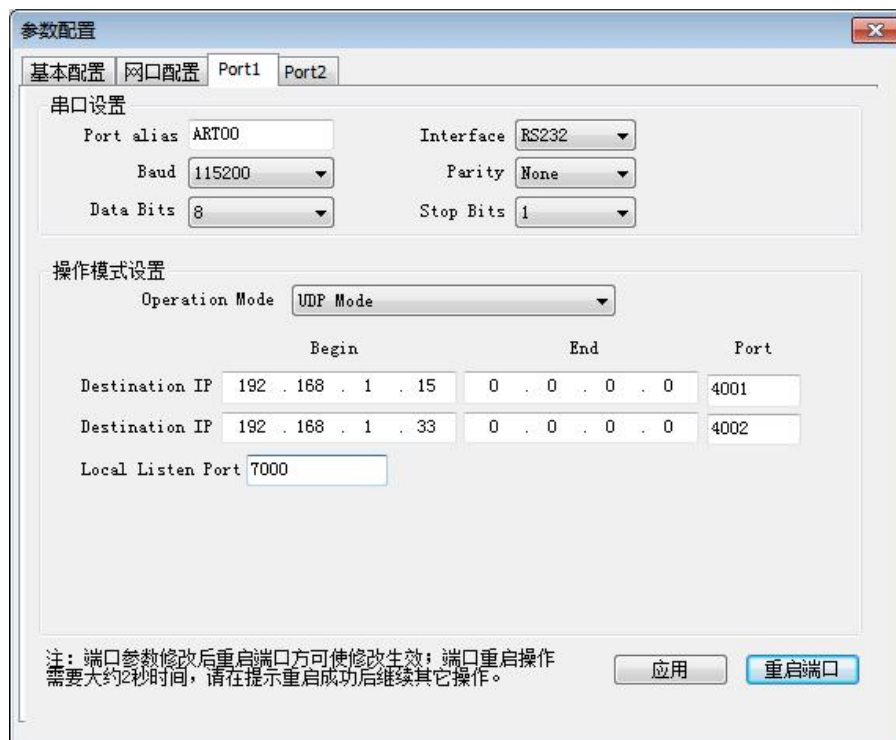 参数配置
基本配置 网口配置 Port1 Port2
串口设置
Port alias ART00 Interface RS232
Baud 115200 Parity None
Data Bits 8 Stop Bits 1
操作模式设置
Operation Mode UDP Mode
Begin End Port
Destination IP 192 . 168 . 1 . 15 0 . 0 . 0 . 0 4001
Destination IP 192 . 168 . 1 . 33 0 . 0 . 0 . 0 4002
Local Listen Port 7000
注：端口参数修改后重启端口方可使修改生效；端口重启操作
需要大约2秒时间，请在提示重启成功后继续其它操作。
应用 重启端口